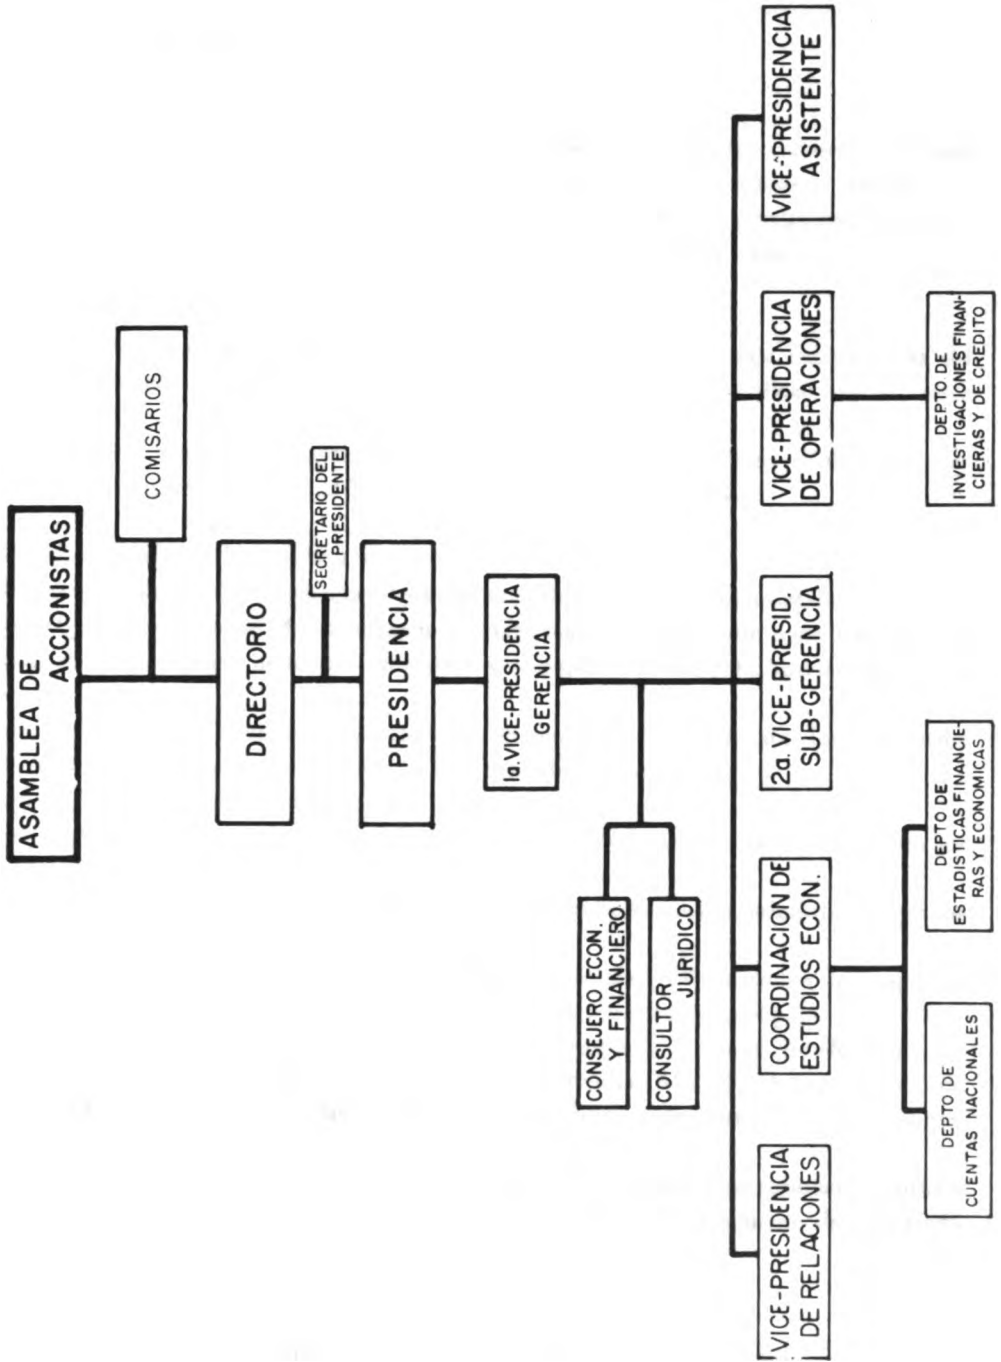 ASAMBLEA DE
ACCIONISTAS
COMISARIOS
DIRECTORIO
SECRETARIO DEL
PRESIDENTE
PRESIDENCIA
1a. VICE-PRESIDENCIA
GERENCIA
CONSEJERO ECON.
Y FINANCIERO
CONSULTOR
JURIDICO
VICE-PRESIDENCIA
DE RELACIONES
COORDINACION DE
ESTUDIOS ECON.
2a. VICE-PRESID.
SUB-GERENCIA
VICE-PRESIDENCIA
DE OPERACIONES
VICE-PRESIDENCIA
ASISTENTE
DEPTO DE
CUENTAS NACIONALES
DEPTO DE
ESTADISTICAS FINANCIE-
RAS Y ECONOMICAS
DEPTO DE
INVESTIGACIONES FINAN-
CIERAS Y DE CREDITO